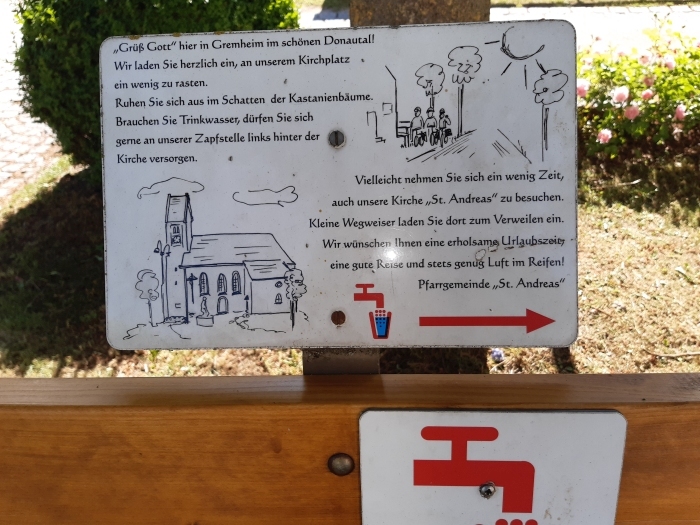 „Grüß Gott“ hier in Gremheim im schönen Donautal!
Wir laden Sie herzlich ein, an unserem Kirchplatz
ein wenig zu rasten.
Ruhen Sie sich aus im Schatten der Kastanienbäume.
Brauchen Sie Trinkwasser, dürfen Sie sich
gerne an unserer Zapfstelle links hinter der
Kirche versorgen.
Vielleicht nehmen Sie sich ein wenig Zeit,
auch unsere Kirche „St. Andreas“ zu besuchen.
Kleine Wegweiser laden Sie dort zum Verweilen ein.
Wir wünschen Ihnen eine erholsame Urlaubszeit,
eine gute Reise und stets genug Luft im Reifen!
Pfarrgemeinde „St. Andreas“